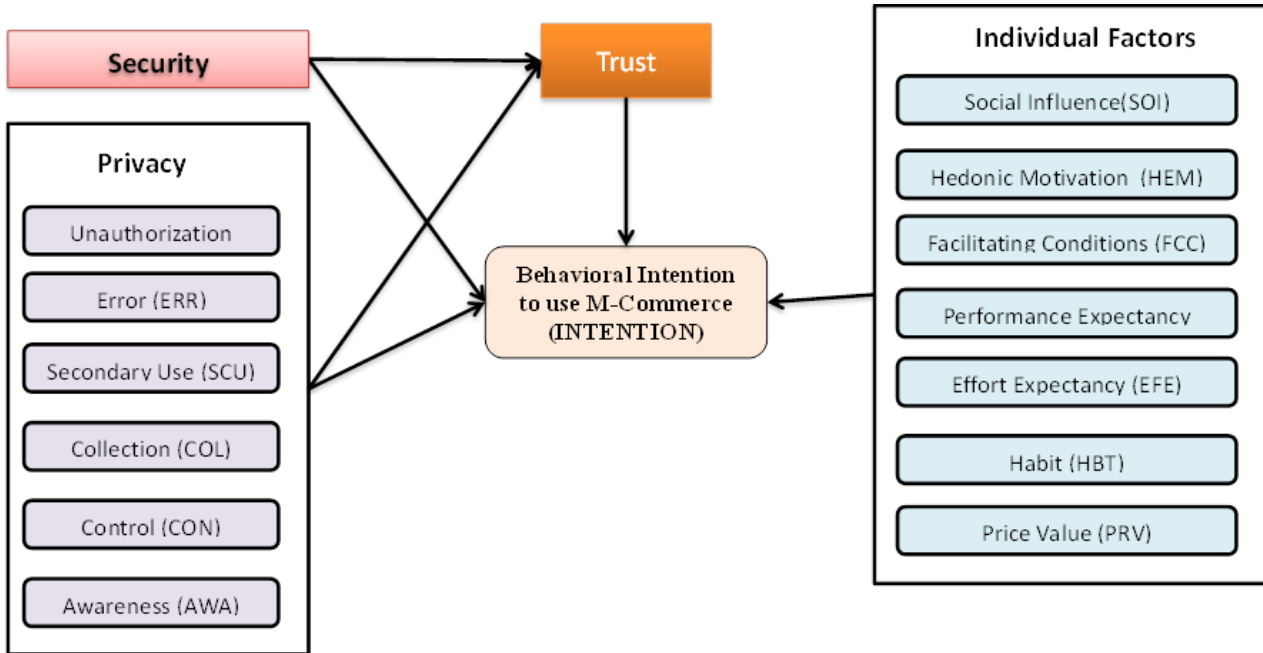 Security
Privacy
Unauthorization
Error (ERR)
Secondary Use (SCU)
Collection (COL)
Control (CON)
Awareness (AWA)
Trust
Behavioral Intention
to use M-Commerce
(INTENTION)
Individual Factors
Social Influence(SOI)
Hedonic Motivation (HEM)
Facilitating Conditions (FCC)
Performance Expectancy
Effort Expectancy (EFE)
Habit (HBT)
Price Value (PRV)